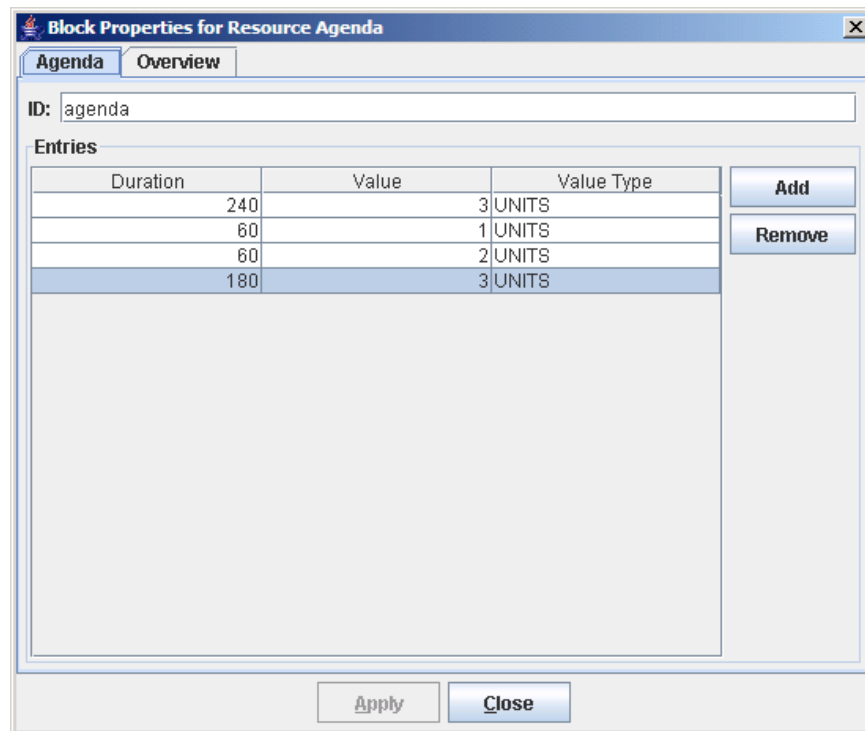 Block Properties for Resource Agenda
Agenda Overview
ID: agenda
Entries
Duration Value Value Type Add
240 3 UNITS
60 1 UNITS Remove
60 2 UNITS
180 3 UNITS
Apply Close